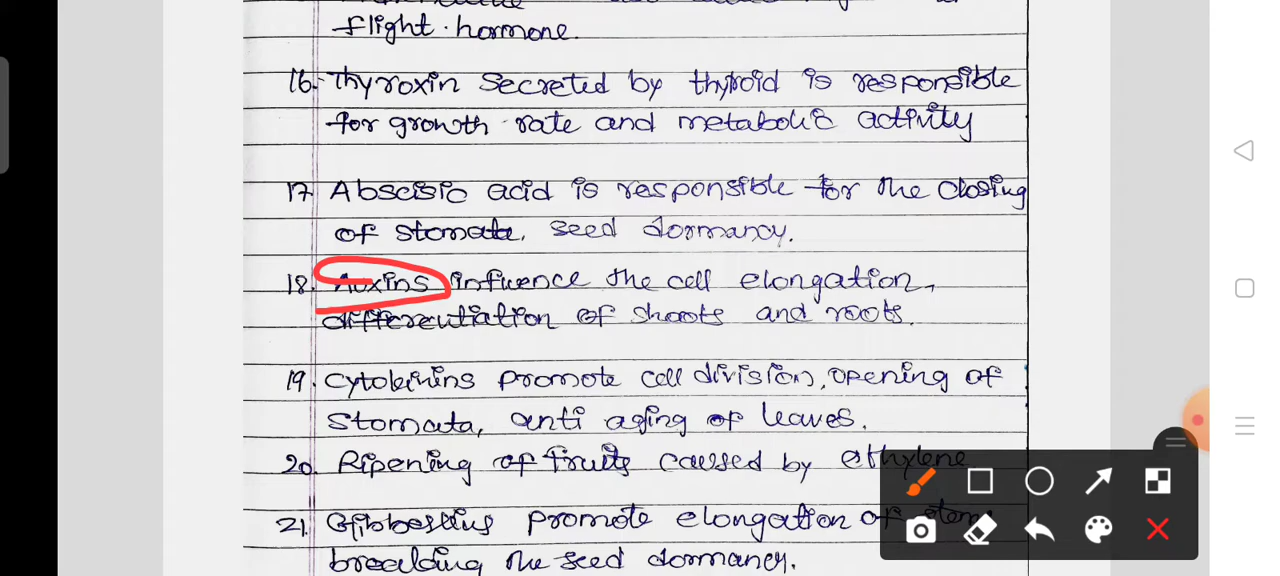 flight hormone.
16. Thyroxin secreted by thyroid is responsible
for growth rate and metabolic activity
17. Abscisic acid is responsible for the closing
of stomata, seed dormancy.
18. Auxins infuence the cell elongation,
differentiation of shoots and roots.
19. Cytokinins promote cell division, opening of
stomata, anti aging of leaves.
20. Ripening of fruits caused by ethylene
21. Gibberllins promote elongation of stem
breaking the seed dormancy.